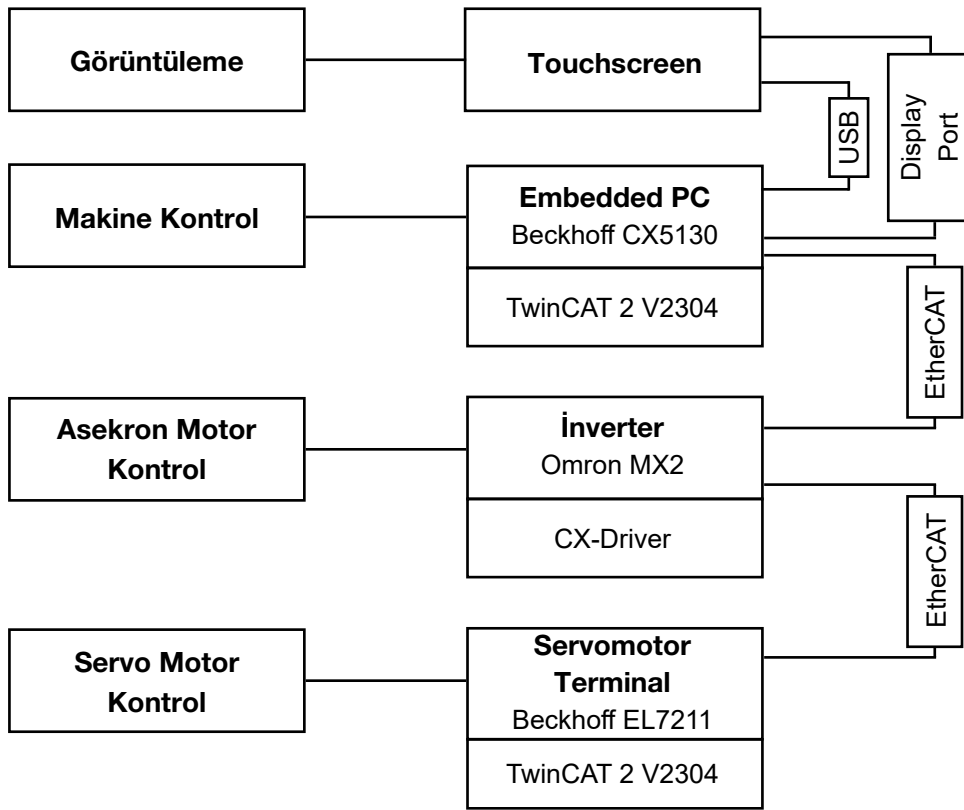 Görüntüleme
Touchscreen
USB
Display
Port
Makine Kontrol
Embedded PC
Beckhoff CX5130
TwinCAT 2 V2304
EtherCAT
Asekron Motor
Kontrol
İnverter
Omron MX2
CX-Driver
EtherCAT
Servo Motor
Kontrol
Servomotor
Terminal
Beckhoff EL7211
TwinCAT 2 V2304